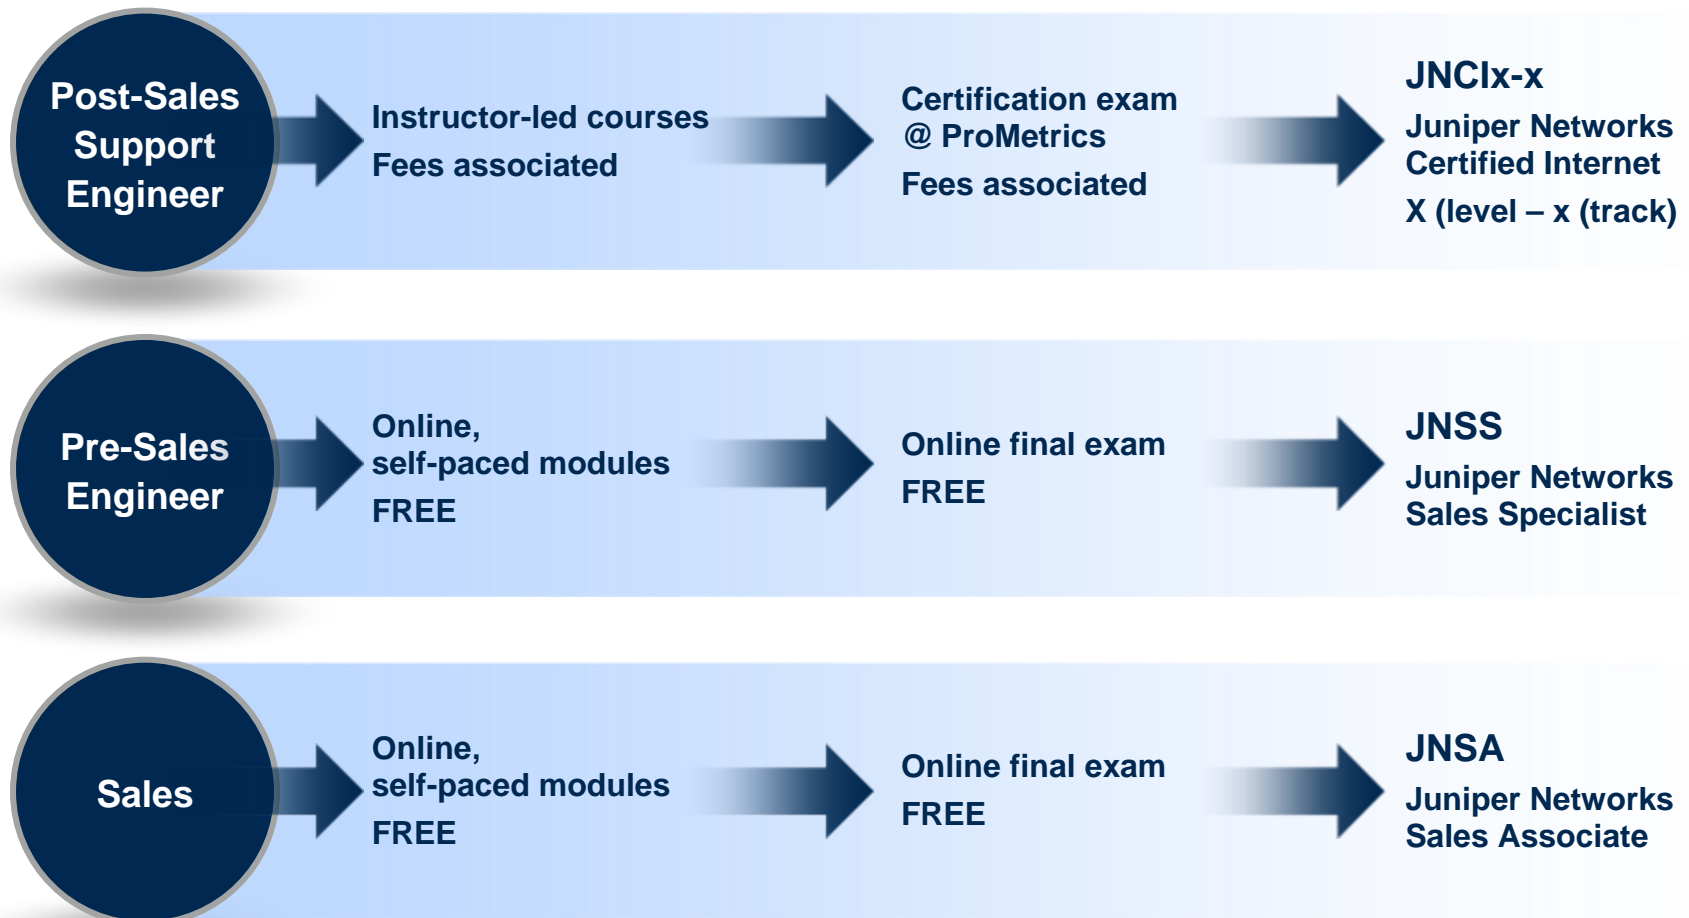 Post-Sales
Support
Engineer
Instructor-led courses
Fees associated
Certification exam
@ ProMetrics
Fees associated
JNCIx-x
Juniper Networks
Certified Internet
X (level – x (track)
Pre-Sales
Engineer
Online,
self-paced modules
FREE
Online final exam
FREE
JNSS
Juniper Networks
Sales Specialist
Sales
Online,
self-paced modules
FREE
Online final exam
FREE
JNSA
Juniper Networks
Sales Associate